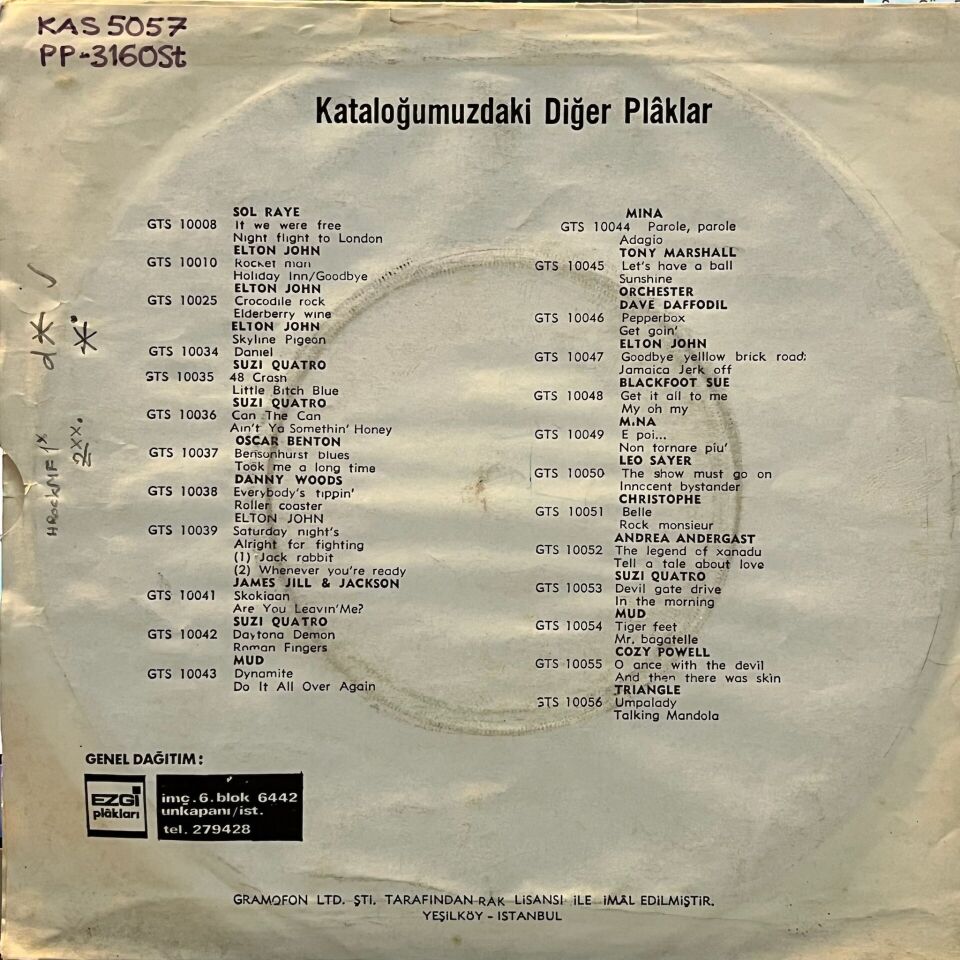 KAS 5057
PP-3160St
Kataloğumuzdaki Diğer Plâklar
SOL RAYE
GTS 10008 If we were free
Night flight to London
ELTON JOHN
GTS 10010 Rocket man
Holiday Inn/Goodbye
ELTON JOHN
GTS 10025 Crocodile rock
Elderberry wine
ELTON JOHN
Skyline Pigeon
GTS 10034 Daniel
SUZI QUATRO
GTS 10035 48 Crash
Little Bitch Blue
SUZI QUATRO
GTS 10036 Can The Can
Ain't Ya Somethin' Honey
OSCAR BENTON
GTS 10037 Bensonhurst blues
Took me a long time
DANNY WOODS
GTS 10038 Everybody's tippin'
Roller coaster
ELTON JOHN
GTS 10039 Saturday night's
Alright for fighting
(1) Jack rabbit
(2) Whenever you're ready
JAMES JILL & JACKSON
GTS 10041 Skokiaan
Are You Leavin'Me?
SUZI QUATRO
GTS 10042 Daytona Demon
Roman Fingers
MUD
GTS 10043 Dynamite
Do It All Over Again
MINA
GTS 10044 Parole, parole
Adagio
TONY MARSHALL
GTS 10045 Let's have a ball
Sunshine
ORCHESTER
DAVE DAFFODIL
GTS 10046 Pepperbox
Get goin'
ELTON JOHN
GTS 10047 Goodbye yelllow brick road;
Jamaica Jerk off
BLACKFOOT SUE
GTS 10048 Get it all to me
My oh my
MINA
GTS 10049 E poi...
Non tornare piu'
LEO SAYER
GTS 10050 The show must go on
Innccent bystander
CHRISTOPHE
GTS 10051 Belle
Rock monsieur
ANDREA ANDERGAST
GTS 10052 The legend of xanadu
Tell a tale about love
SUZI QUATRO
GTS 10053 Devil gate drive
In the morning
MUD
GTS 10054 Tiger feet
Mr. bagatelle
COZY POWELL
GTS 10055 O ance with the devil
And then there was skin
TRIANGLE
GTS 10056 Umpalady
Talking Mandola
GENEL DAĞITIM:
EZGİ
plâkları
imç.6.blok 6442
unkapanı/ist.
tel. 279428
GRAMOFON LTD. ŞTİ. TARAFINDAN RAK LİSANSI İLE İMÂL EDİLMİŞTİR.
YEŞİLKÖY - İSTANBUL
HRockMF 1x
2xx.